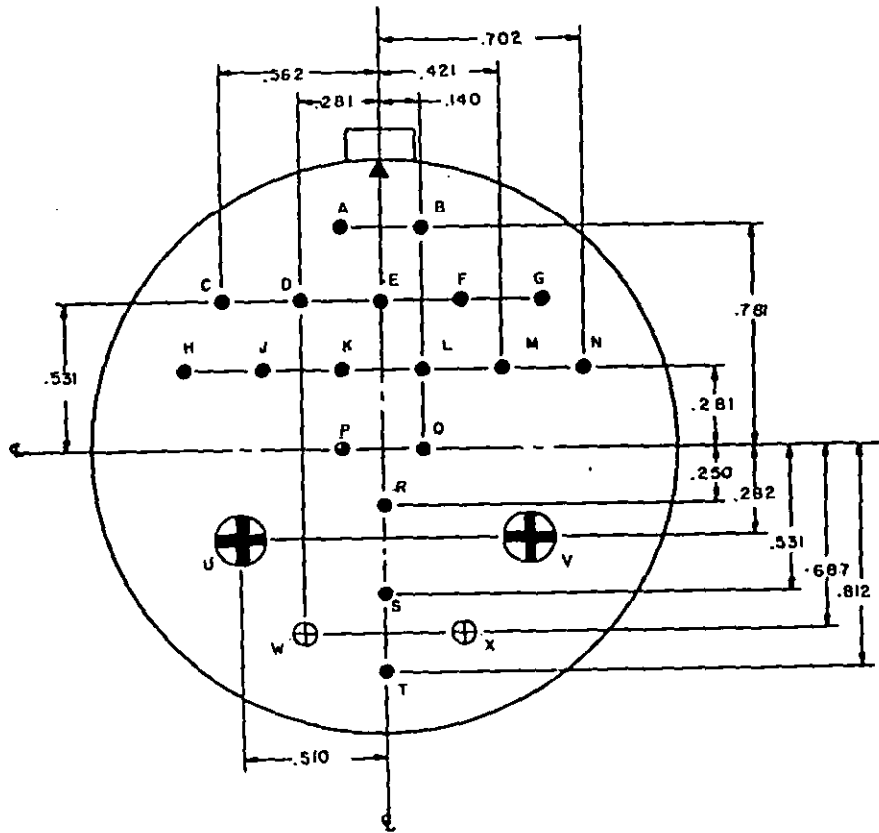 .702
.562 .421
.281 .140
A B
C D E F G
.781
H J K L M N
.531
.281
℄ P O
.250
R
.282
U V
.531
.687
S
.812
W X
T
.510
℄